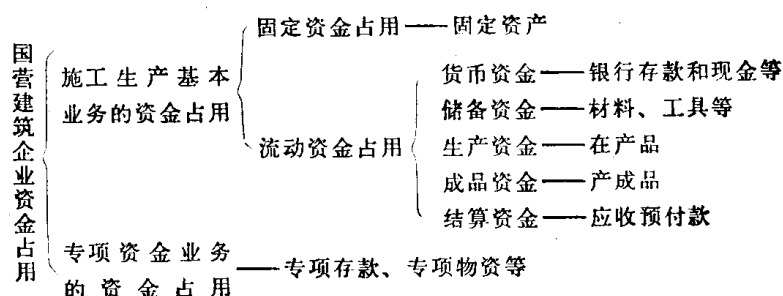 国营建筑企业资金占用
施工生产基本
业务的资金占用
固定资金占用——固定资产
流动资金占用
货币资金——银行存款和现金等
储备资金——材料、工具等
生产资金——在产品
成品资金——产成品
结算资金——应收预付款
专项资金业务
的资金占用——专项存款、专项物资等